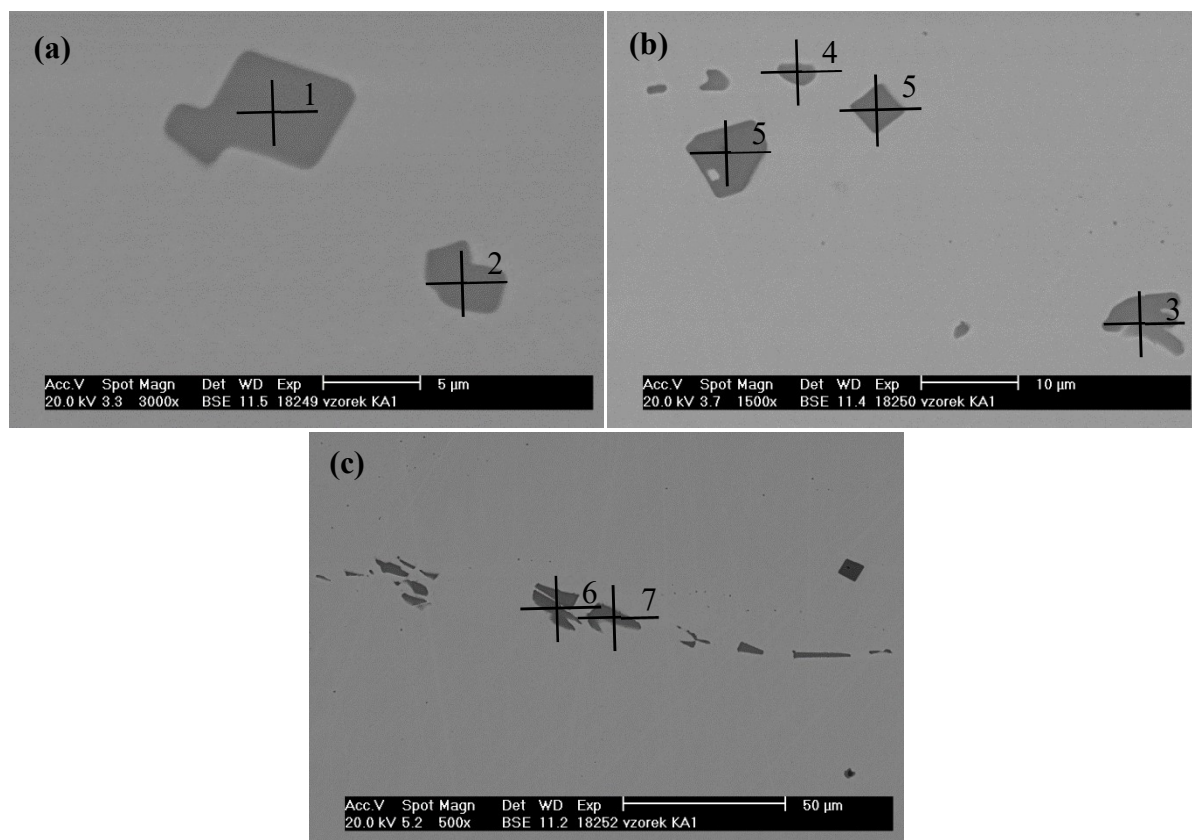 (a)
1
2
Acc.V Spot Magn Det WD Exp 5 µm
20.0 kV 3.3 3000x BSE 11.5 18249 vzorek KA1
(b)
4
5
5
3
Acc.V Spot Magn Det WD Exp 10 µm
20.0 kV 3.7 1500x BSE 11.4 18250 vzorek KA1
(c)
6
7
Acc.V Spot Magn Det WD Exp 50 µm
20.0 kV 5.2 500x BSE 11.2 18252 vzorek KA1